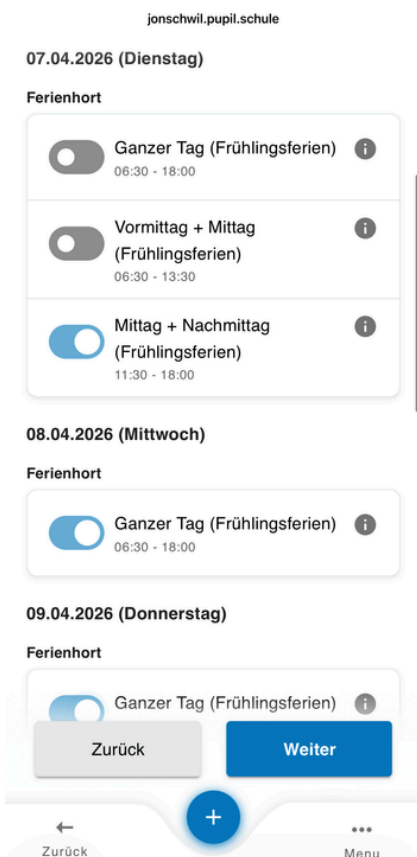 jonschwil.pupil.schule
07.04.2026 (Dienstag)
Ferienhort
Ganzer Tag (Frühlingsferien)
06:30 - 18:00
Vormittag + Mittag
(Frühlingsferien)
06:30 - 13:30
Mittag + Nachmittag
(Frühlingsferien)
11:30 - 18:00
08.04.2026 (Mittwoch)
Ferienhort
Ganzer Tag (Frühlingsferien)
06:30 - 18:00
09.04.2026 (Donnerstag)
Ferienhort
Ganzer Tag (Frühlingsferien)
Zurück
Weiter
Zurück
Menu